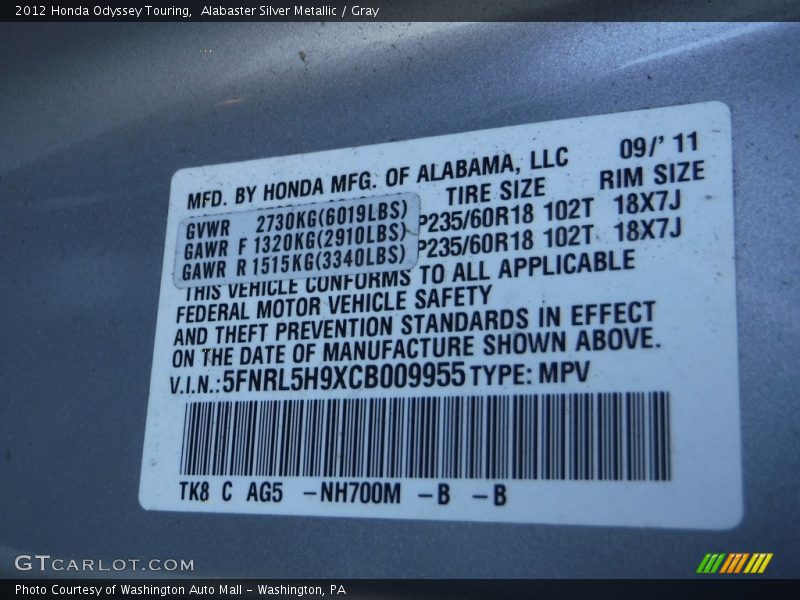 2012 Honda Odyssey Touring,  Alabaster Silver Metallic / Gray
MFD. BY HONDA MFG. OF ALABAMA, LLC 09/' 11
TIRE SIZE RIM SIZE
GVWR 2730KG(6019LBS)
GAWR F 1320KG(2910LBS) P235/60R18 102T 18X7J
GAWR R 1515KG(3340LBS) P235/60R18 102T 18X7J
THIS VEHICLE CONFORMS TO ALL APPLICABLE
FEDERAL MOTOR VEHICLE SAFETY
AND THEFT PREVENTION STANDARDS IN EFFECT
ON THE DATE OF MANUFACTURE SHOWN ABOVE.
V.I.N.:5FNRL5H9XCB009955 TYPE: MPV
TK8 C AG5 -NH700M -B -B
GTCARLOT.COM
Photo Courtesy of Washington Auto Mall - Washington, PA